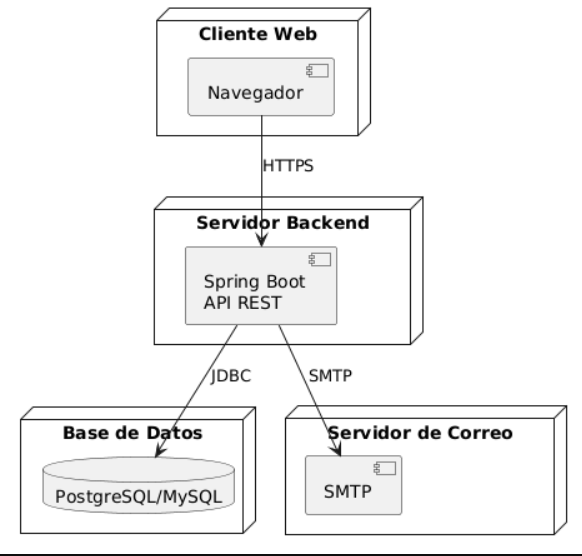 Cliente Web
Navegador
HTTPS
Servidor Backend
Spring Boot
API REST
JDBC
SMTP
Base de Datos
PostgreSQL/MySQL
Servidor de Correo
SMTP